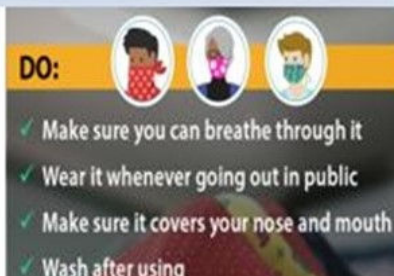 DO:
✓ Make sure you can breathe through it
✓ Wear it whenever going out in public
✓ Make sure it covers your nose and mouth
✓ Wash after using